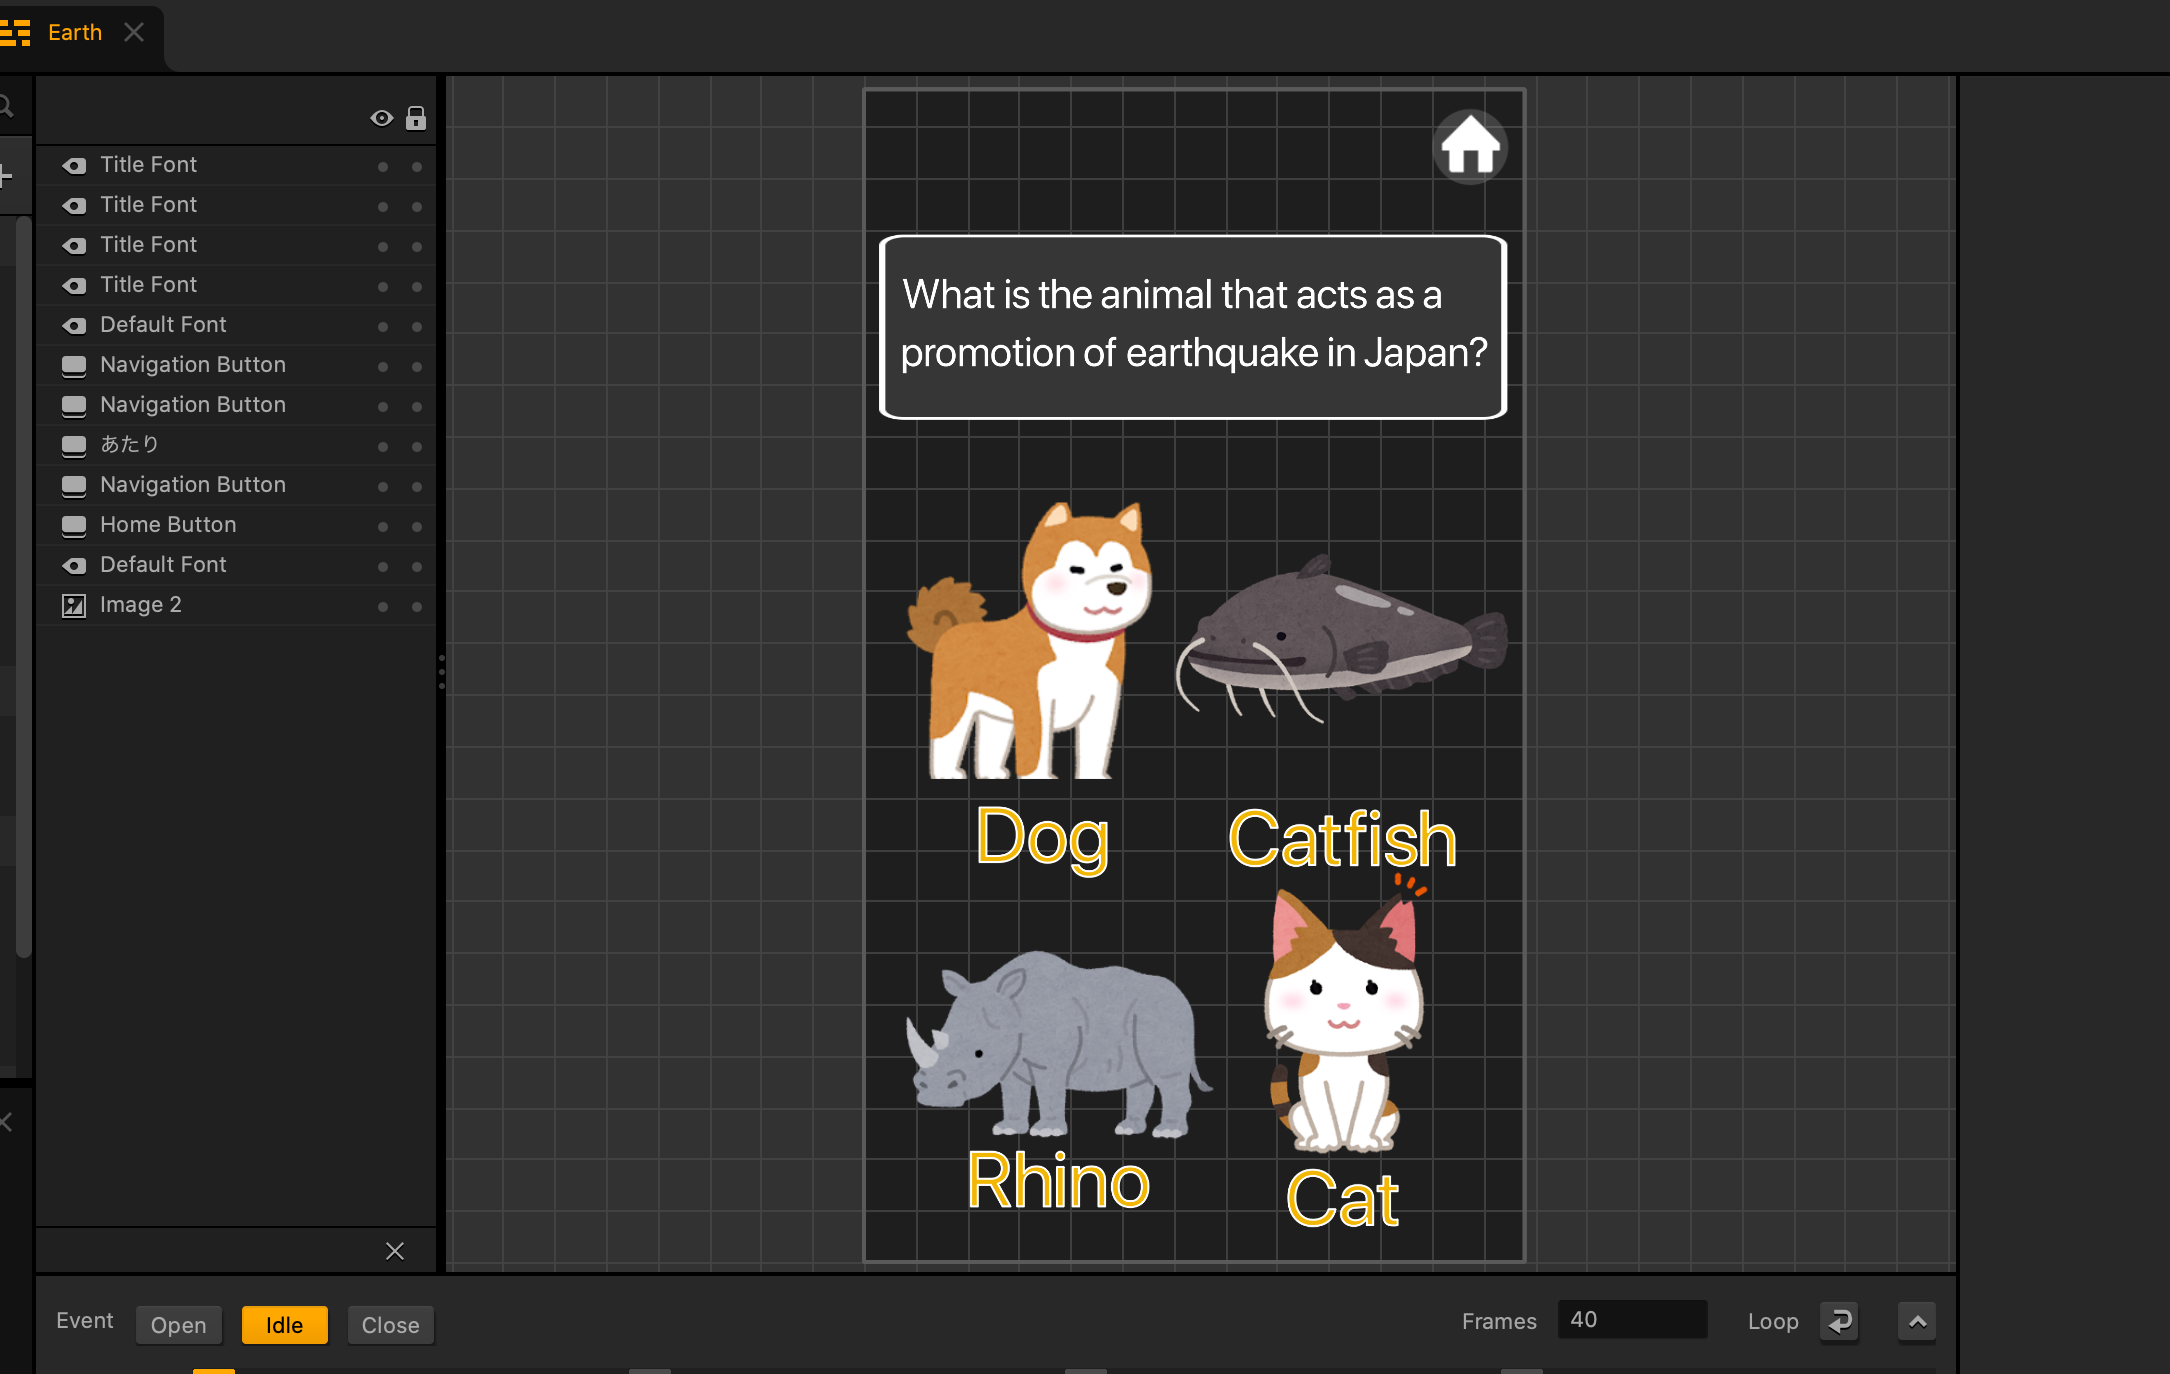 Earth
Title Font
Title Font
Title Font
Title Font
Default Font
Navigation Button
Navigation Button
あたり
Navigation Button
Home Button
Default Font
Image 2
What is the animal that acts as a
promotion of earthquake in Japan?
Dog
Catfish
Rhino
Cat
Event
Open
Idle
Close
Frames
40
Loop